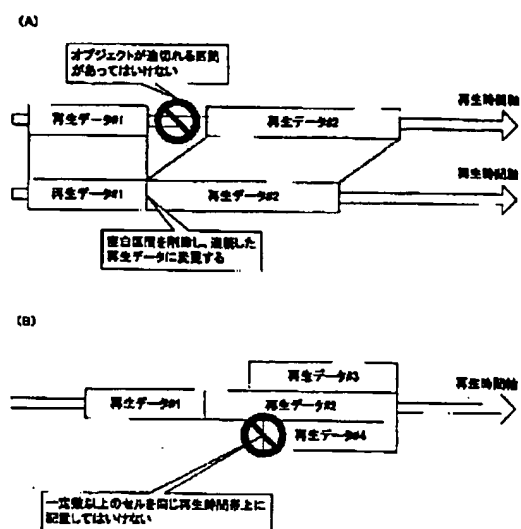 (A)
オブジェクトが途切れる区間
があってはいけない
再生時間軸
再生データ#1
再生データ#2
再生時間軸
再生データ#1
再生データ#2
空白区間を削除し、連続した
再生データに変更する
(B)
再生データ#3
再生時間軸
再生データ#1
再生データ#2
再生データ#4
一定数以上のセルを同じ再生時間帯上に
配置してはいけない